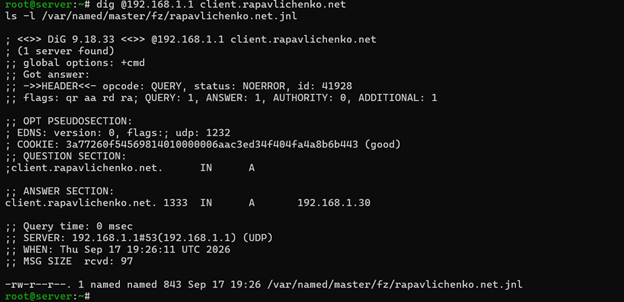 root@server:~# dig @192.168.1.1 client.rapavlichenko.net
ls -l /var/named/master/fz/rapavlichenko.net.jnl

; <<>> DiG 9.18.33 <<>> @192.168.1.1 client.rapavlichenko.net
; (1 server found)
;; global options: +cmd
;; Got answer:
;; ->>HEADER<<- opcode: QUERY, status: NOERROR, id: 41928
;; flags: qr aa rd ra; QUERY: 1, ANSWER: 1, AUTHORITY: 0, ADDITIONAL: 1

;; OPT PSEUDOSECTION:
; EDNS: version: 0, flags:; udp: 1232
; COOKIE: 3a77260f54569814010000006aac3ed34f404fa4a8b6b443 (good)
;; QUESTION SECTION:
;client.rapavlichenko.net. IN A

;; ANSWER SECTION:
client.rapavlichenko.net. 1333 IN A 192.168.1.30

;; Query time: 0 msec
;; SERVER: 192.168.1.1#53(192.168.1.1) (UDP)
;; WHEN: Thu Sep 17 19:26:11 UTC 2026
;; MSG SIZE rcvd: 97

-rw-r--r--. 1 named named 843 Sep 17 19:26 /var/named/master/fz/rapavlichenko.net.jnl
root@server:~#